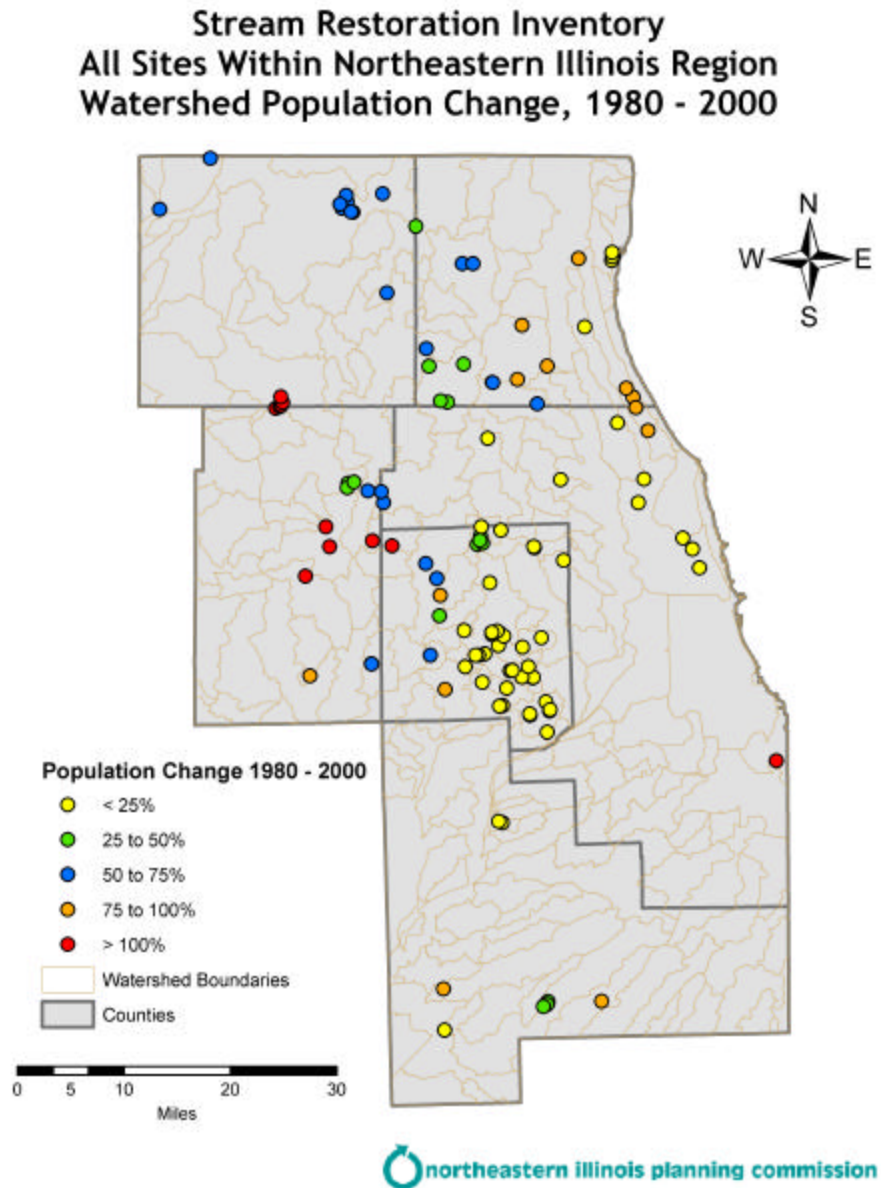 Stream Restoration Inventory
All Sites Within Northeastern Illinois Region
Watershed Population Change, 1980 - 2000
N
W E
S
Population Change 1980 - 2000
< 25%
25 to 50%
50 to 75%
75 to 100%
> 100%
Watershed Boundaries
Counties
0 5 10 20 30
Miles
northeastern illinois planning commission